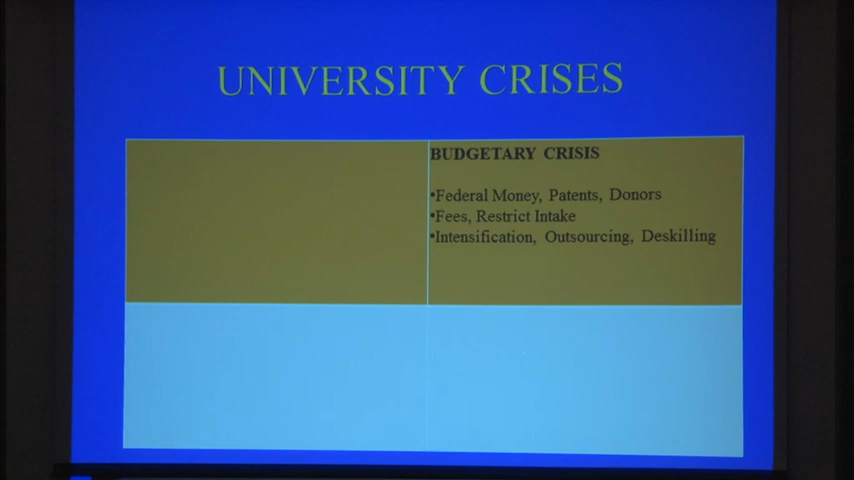 UNIVERSITY CRISES
BUDGETARY CRISIS
•Federal Money, Patents, Donors
•Fees, Restrict Intake
•Intensification, Outsourcing, Deskilling